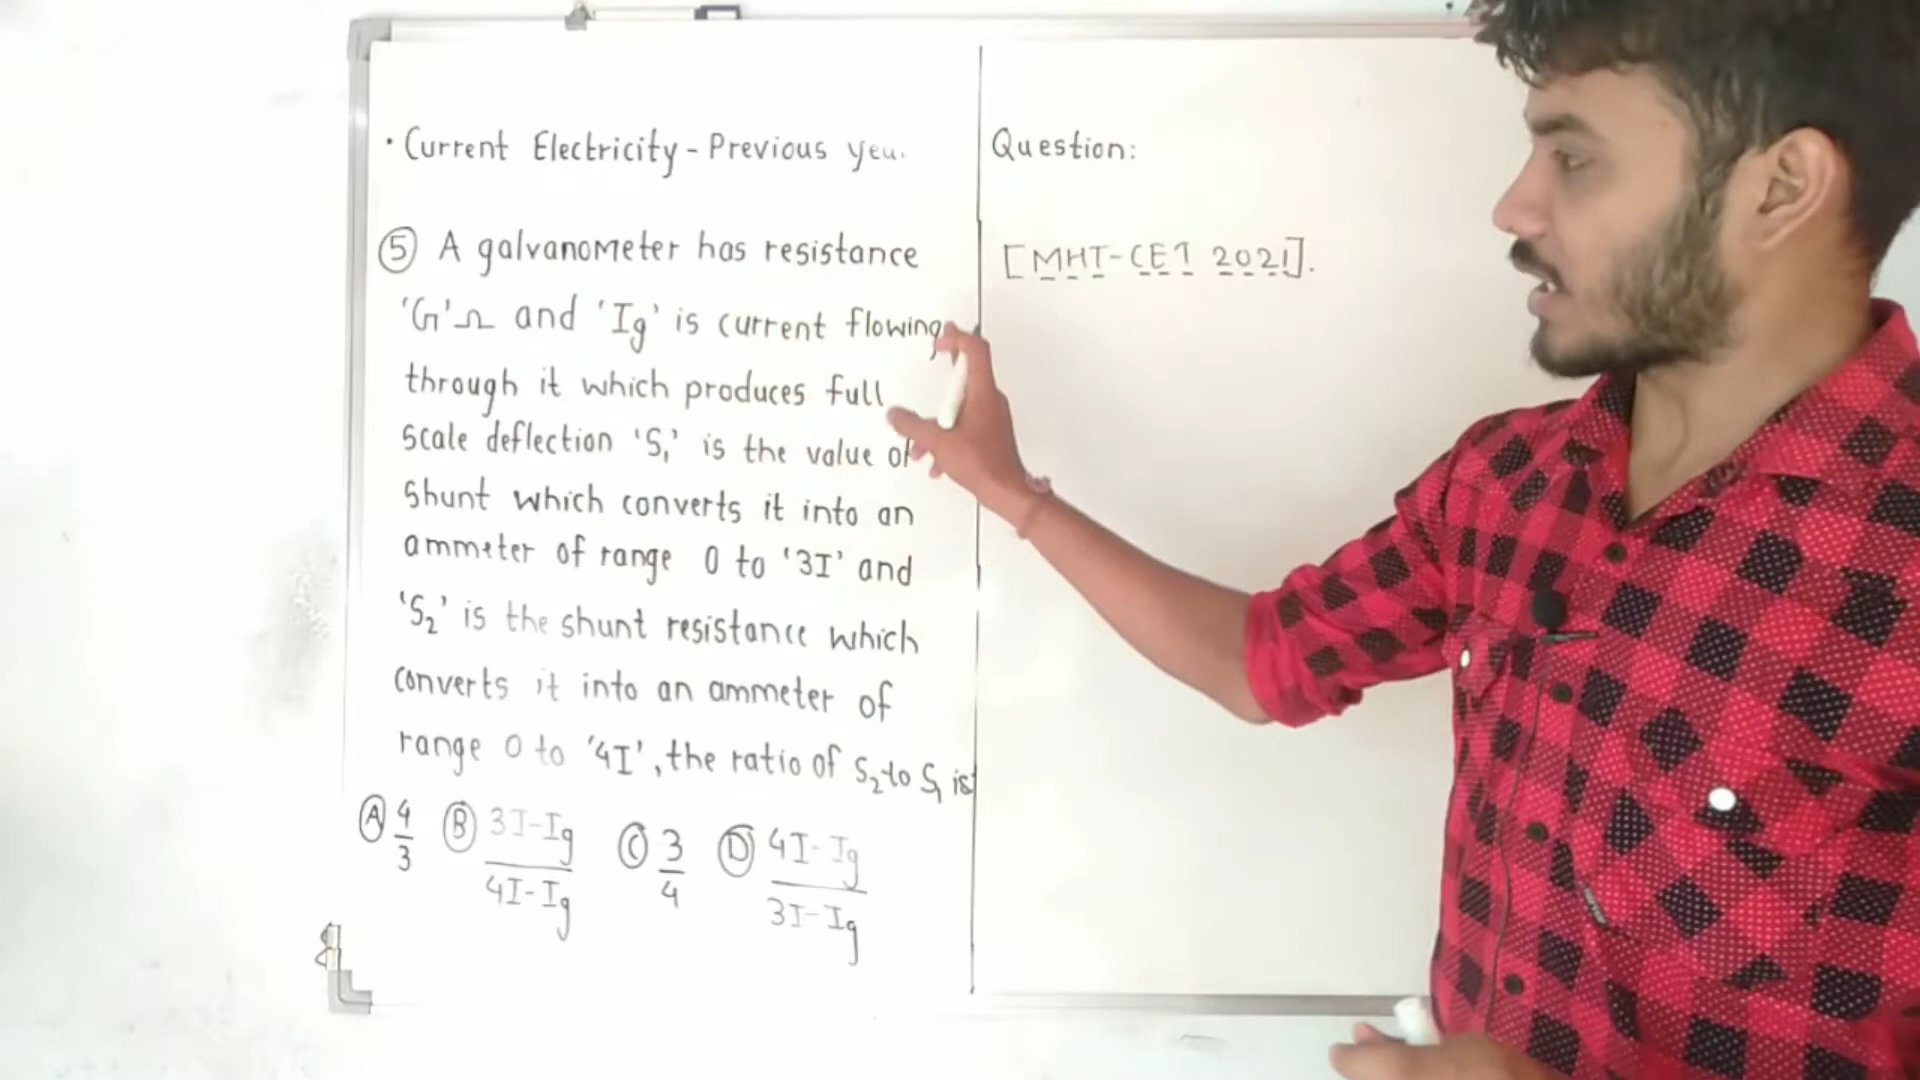 • Current Electricity - Previous
Question:
⑤ A galvanometer has resistance
[MHT-CET 2021].
'G'Ω and 'Ig' is current flowing
through it which produces full
scale deflection 'S₁' is the value of
shunt which converts it into an
ammeter of range 0 to '3I' and
'S₂' is the shunt resistance which
converts it into an ammeter of
range 0 to '4I', the ratio of S₂ to S₁ is
Ⓐ 4/3 Ⓑ 3I-Ig/4I-Ig Ⓒ 3/4 Ⓓ 4I-Ig/3I-Ig